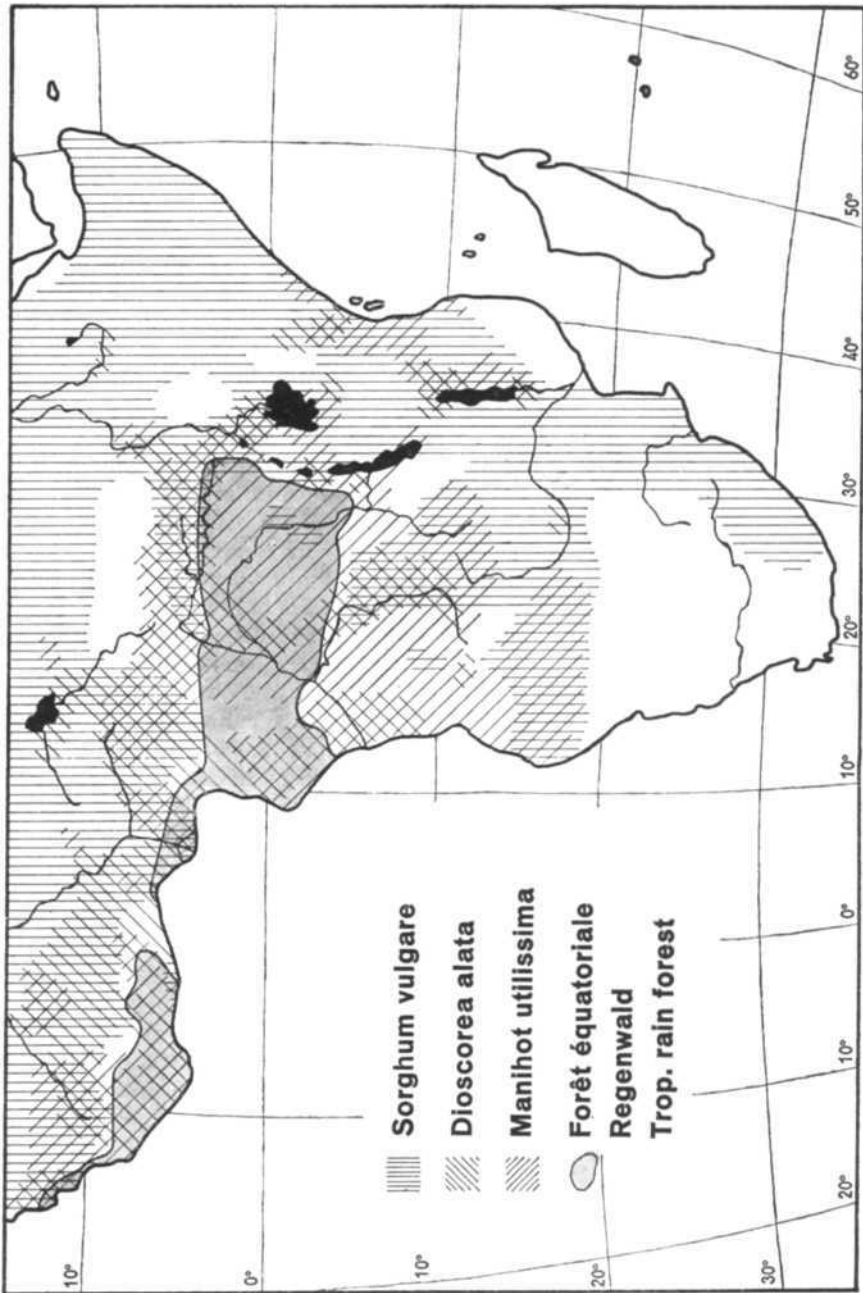 Sorghum vulgare
Dioscorea alata
Manihot utilissima
Forêt équatoriale
Regenwald
Trop. rain forest
10°
0°
10°
20°
30°
20°
10°
0°
10°
20°
30°
40°
50°
60°